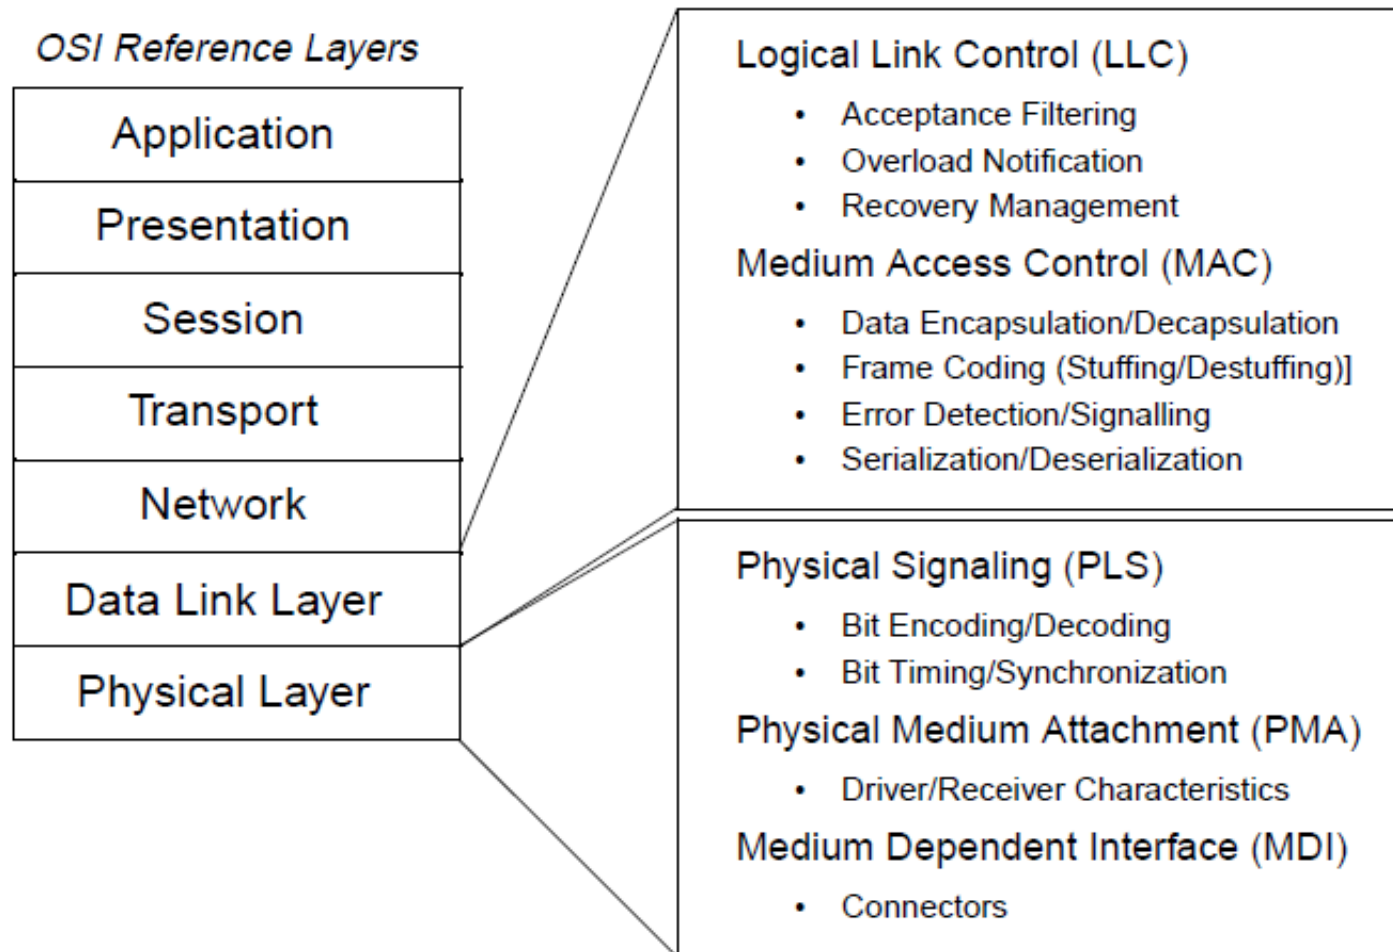 OSI Reference Layers
Application
Presentation
Session
Transport
Network
Data Link Layer
Physical Layer
Logical Link Control (LLC)
• Acceptance Filtering
• Overload Notification
• Recovery Management
Medium Access Control (MAC)
• Data Encapsulation/Decapsulation
• Frame Coding (Stuffing/Destuffing)]
• Error Detection/Signalling
• Serialization/Deserialization
Physical Signaling (PLS)
• Bit Encoding/Decoding
• Bit Timing/Synchronization
Physical Medium Attachment (PMA)
• Driver/Receiver Characteristics
Medium Dependent Interface (MDI)
• Connectors